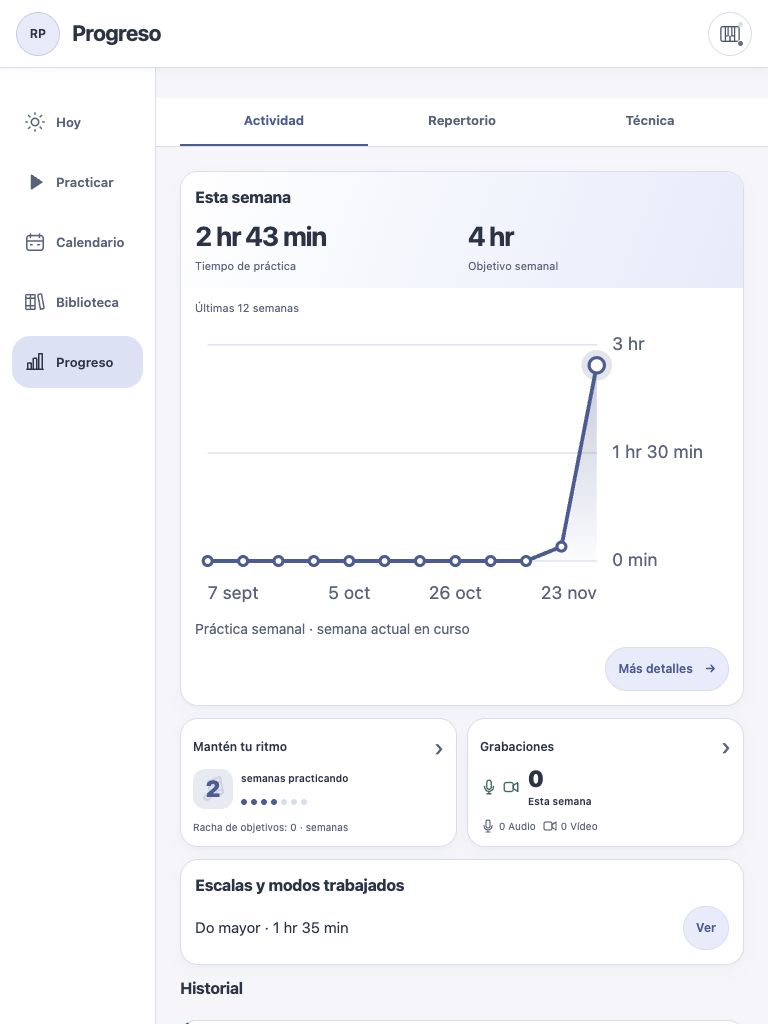 RP
Progreso
Hoy
Practicar
Calendario
Biblioteca
Progreso
Actividad
Repertorio
Técnica
Esta semana
2 hr 43 min
4 hr
Tiempo de práctica
Objetivo semanal
Últimas 12 semanas
3 hr
1 hr 30 min
0 min
7 sept
5 oct
26 oct
23 nov
Práctica semanal · semana actual en curso
Más detalles
Mantén tu ritmo
2
semanas practicando
Racha de objetivos: 0 · semanas
Grabaciones
0
Esta semana
0 Audio
0 Vídeo
Escalas y modos trabajados
Do mayor · 1 hr 35 min
Ver
Historial